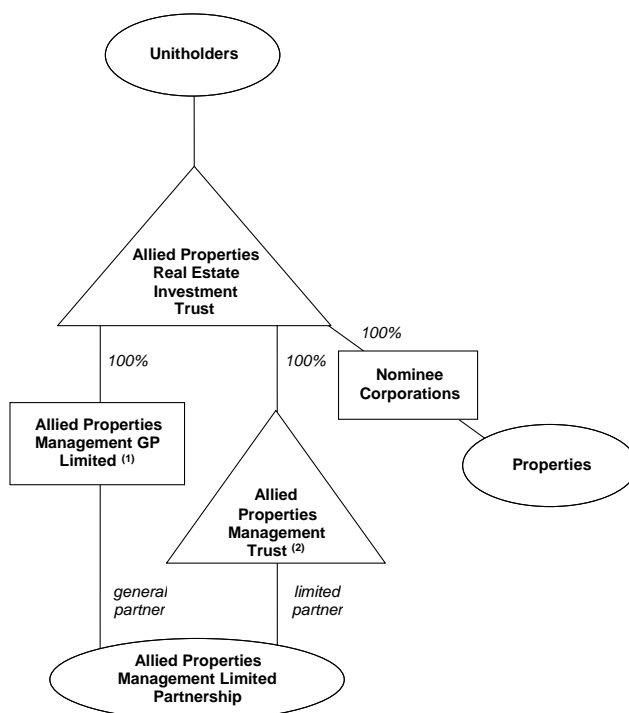 Unitholders
Allied Properties
Real Estate
Investment
Trust
100%
100%
100%
Nominee
Corporations
Allied Properties
Management GP
Limited (1)
Properties
Allied
Properties
Management
Trust (2)
general
partner
limited
partner
Allied Properties
Management Limited
Partnership